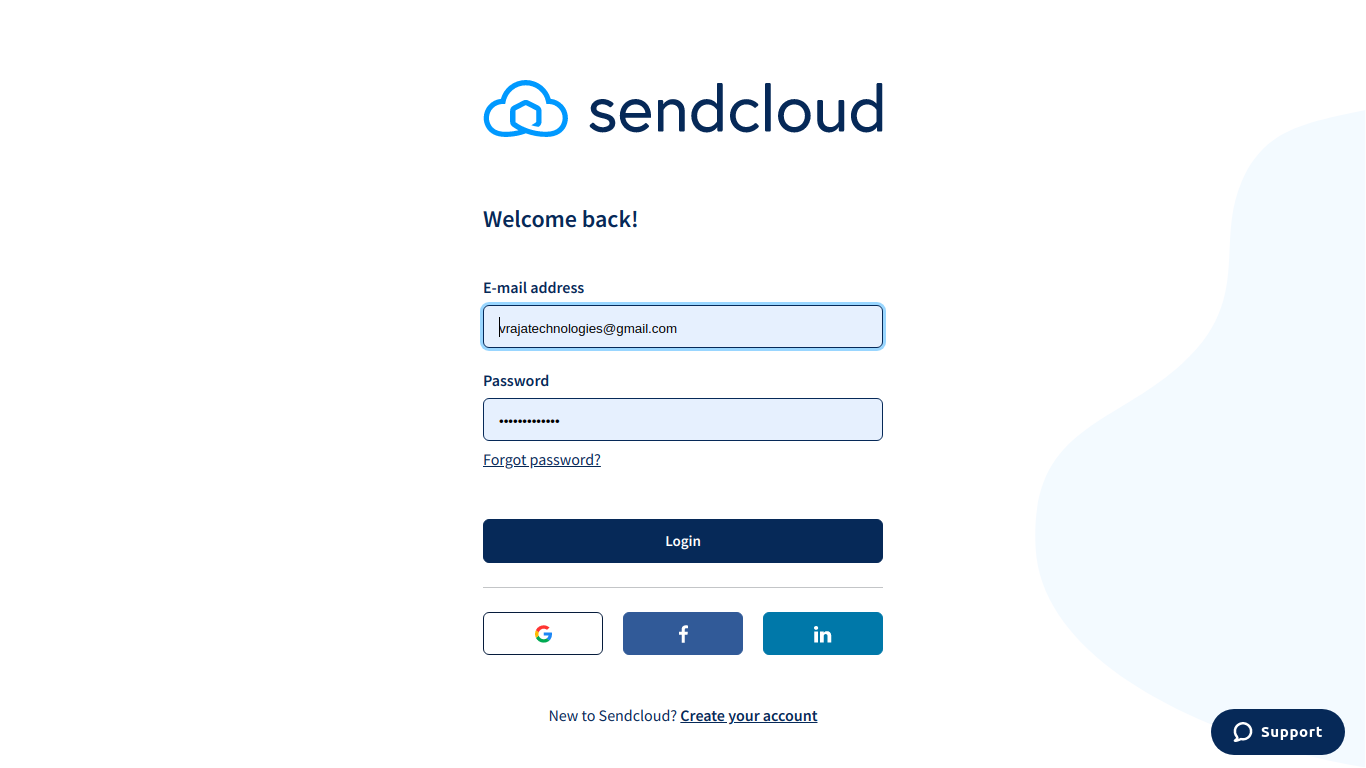 sendcloud
Welcome back!
E-mail address
vrajatechnologies@gmail.com
Password
•••••••••••••
Forgot password?
Login
New to Sendcloud? Create your account
Support